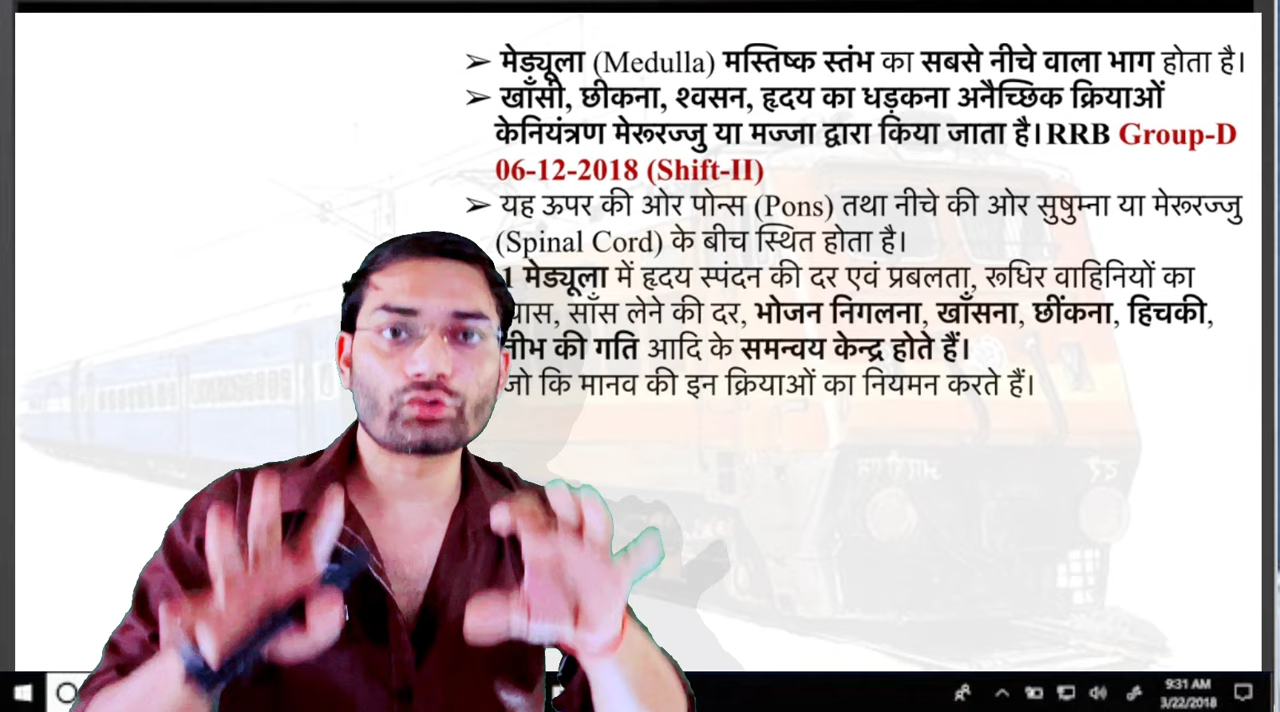 ➢ मेड्यूला (Medulla) मस्तिष्क स्तंभ का सबसे नीचे वाला भाग होता है।
➢ खाँसी, छीकना, श्वसन, हृदय का धड़कना अनैच्छिक क्रियाओं
केनियंत्रण मेरूरज्जु या मज्जा द्वारा किया जाता है। RRB Group-D
06-12-2018 (Shift-II)
➢ यह ऊपर की ओर पोन्स (Pons) तथा नीचे की ओर सुषुम्ना या मेरूरज्जु
(Spinal Cord) के बीच स्थित होता है।
1 मेड्यूला में हृदय स्पंदन की दर एवं प्रबलता, रूधिर वाहिनियों का
साँस लेने की दर, भोजन निगलना, खाँसना, छींकना, हिचकी,
की गति आदि के समन्वय केन्द्र होते हैं।
जो कि मानव की इन क्रियाओं का नियमन करते हैं।
9:31 AM
3/22/2018